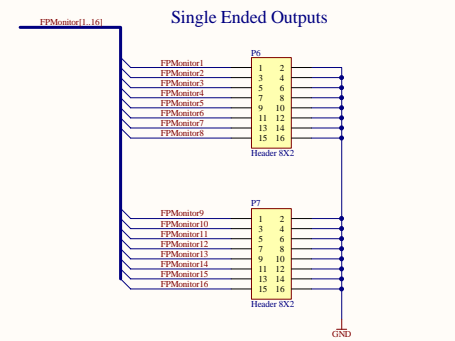 Single Ended Outputs
FPMonitor[1..16]
P6
FPMonitor1 1 2
FPMonitor2 3 4
FPMonitor3 5 6
FPMonitor4 7 8
FPMonitor5 9 10
FPMonitor6 11 12
FPMonitor7 13 14
FPMonitor8 15 16
Header 8X2
P7
FPMonitor9 1 2
FPMonitor10 3 4
FPMonitor11 5 6
FPMonitor12 7 8
FPMonitor13 9 10
FPMonitor14 11 12
FPMonitor15 13 14
FPMonitor16 15 16
Header 8X2
GND